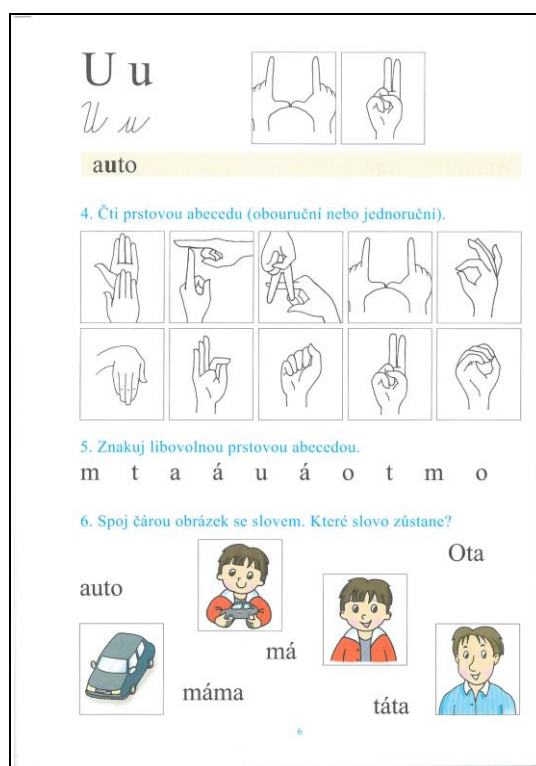 U u
U u
auto
4. Čti prstovou abecedu (obouruční nebo jednoruční).
5. Znakuj libovolnou prstovou abecedou.
m t a á u á o t m o
6. Spoj čárou obrázek se slovem. Které slovo zůstane?
Ota
auto
má
máma
táta
6